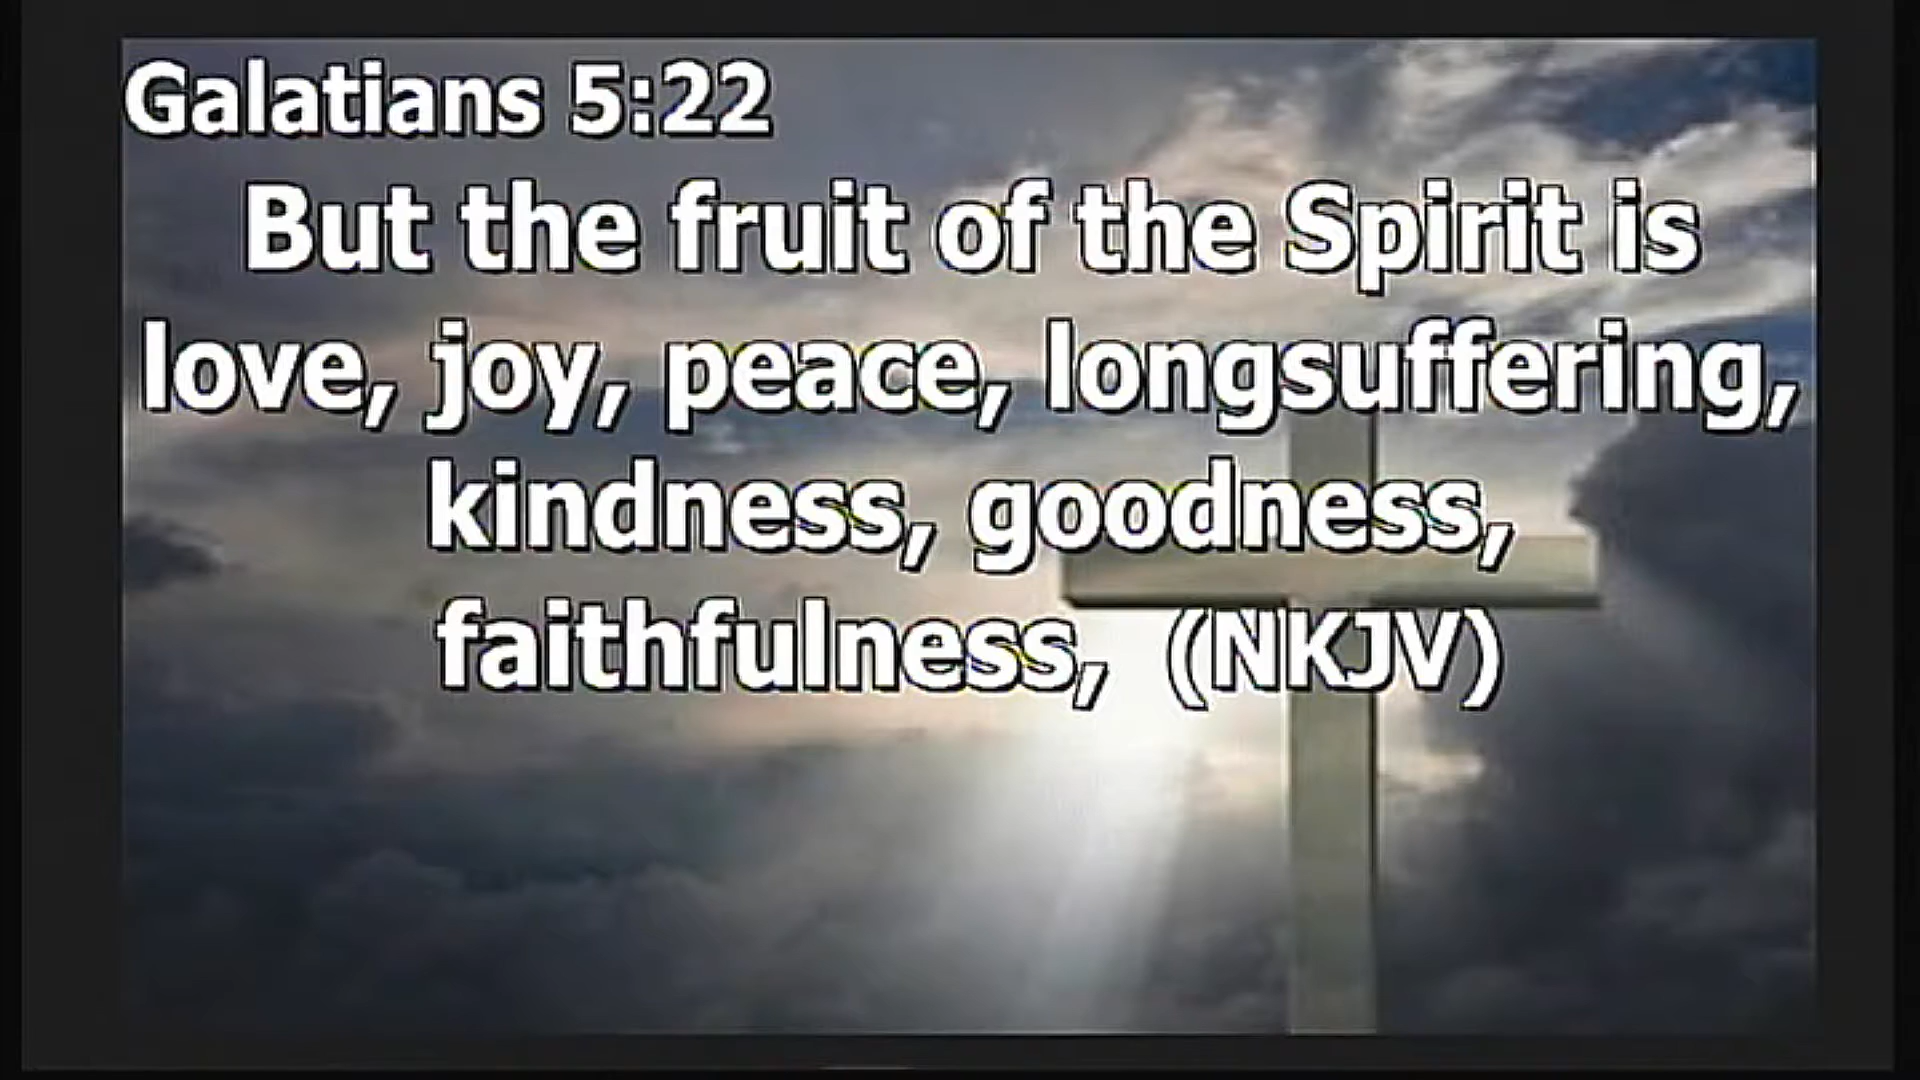 Galatians 5:22
But the fruit of the Spirit is
love, joy, peace, longsuffering,
kindness, goodness,
faithfulness, (NKJV)